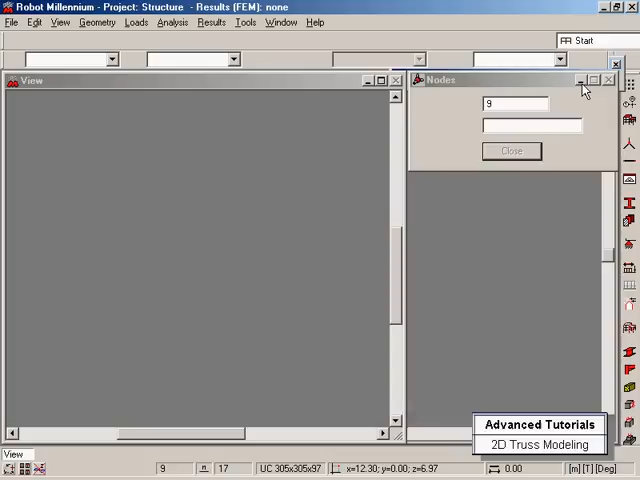 Robot Millennium - Project: Structure - Results (FEM): none
File Edit View Geometry Loads Analysis Results Tools Window Help
Start
View
Nodes
9
Close
Advanced Tutorials
2D Truss Modeling
View
9 17 UC 305x305x97 x=12.30; y=0.00; z=6.97 0.00 [m] [T] [Deg]